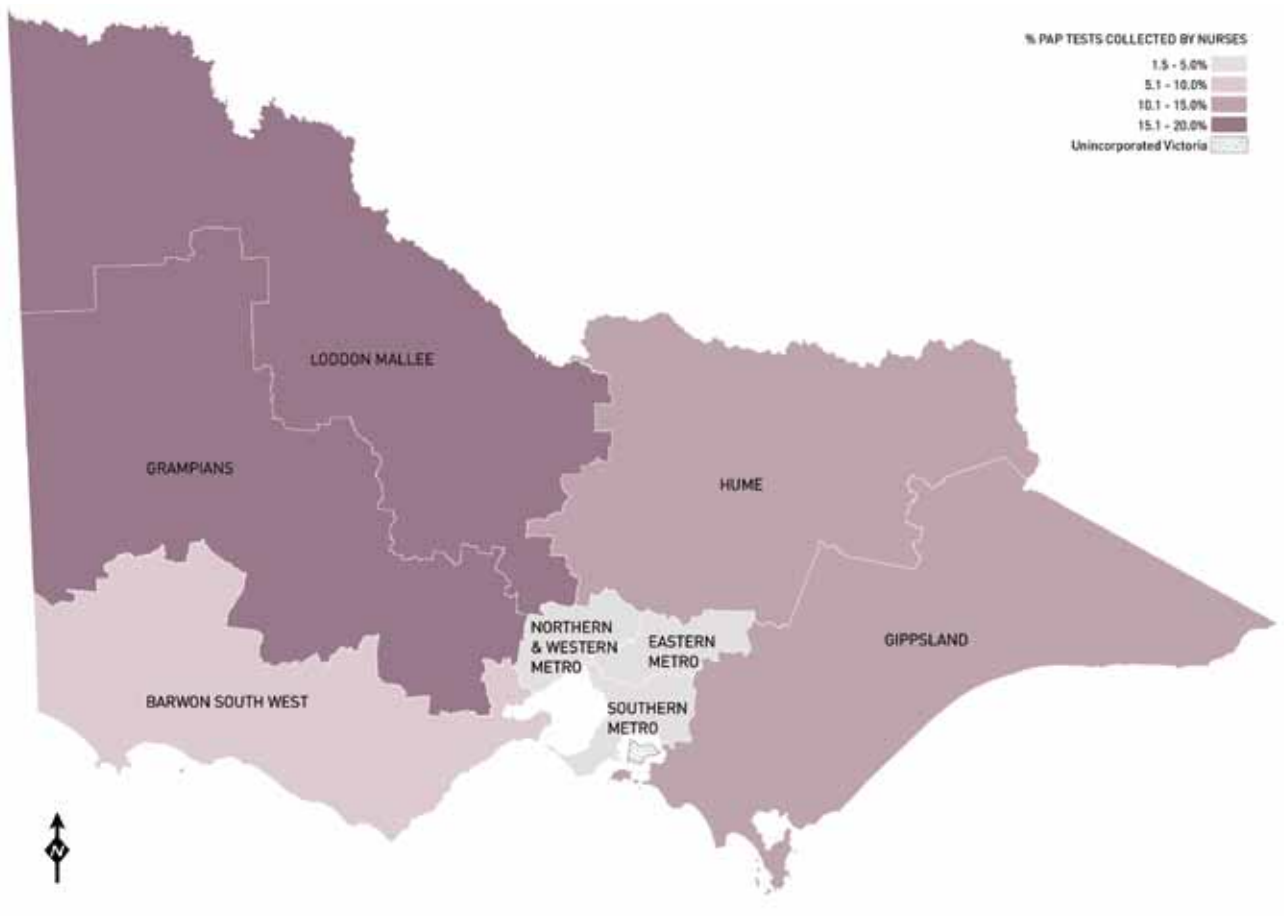 % PAP TESTS COLLECTED BY NURSES
1.5 - 5.0%
5.1 - 10.0%
10.1 - 15.0%
15.1 - 20.0%
Unincorporated Victoria
LODDON MALLEE
GRAMPIANS
HUME
NORTHERN
& WESTERN
METRO
EASTERN
METRO
GIPPSLAND
BARWON SOUTH WEST
SOUTHERN
METRO
N